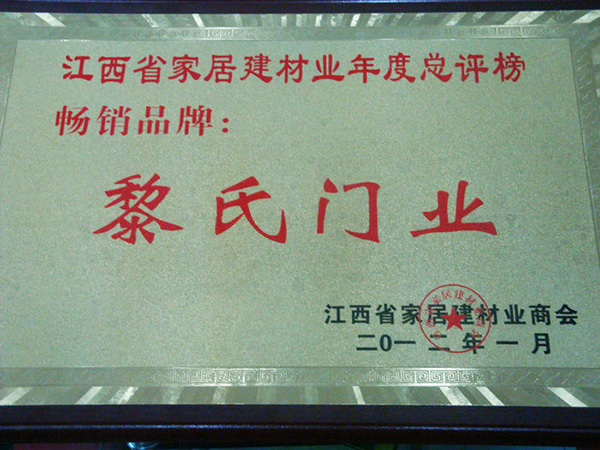 江西省家居建材业年度总评榜
畅销品牌：
黎氏门业
江西省家居建材业商会
二0一二年一月